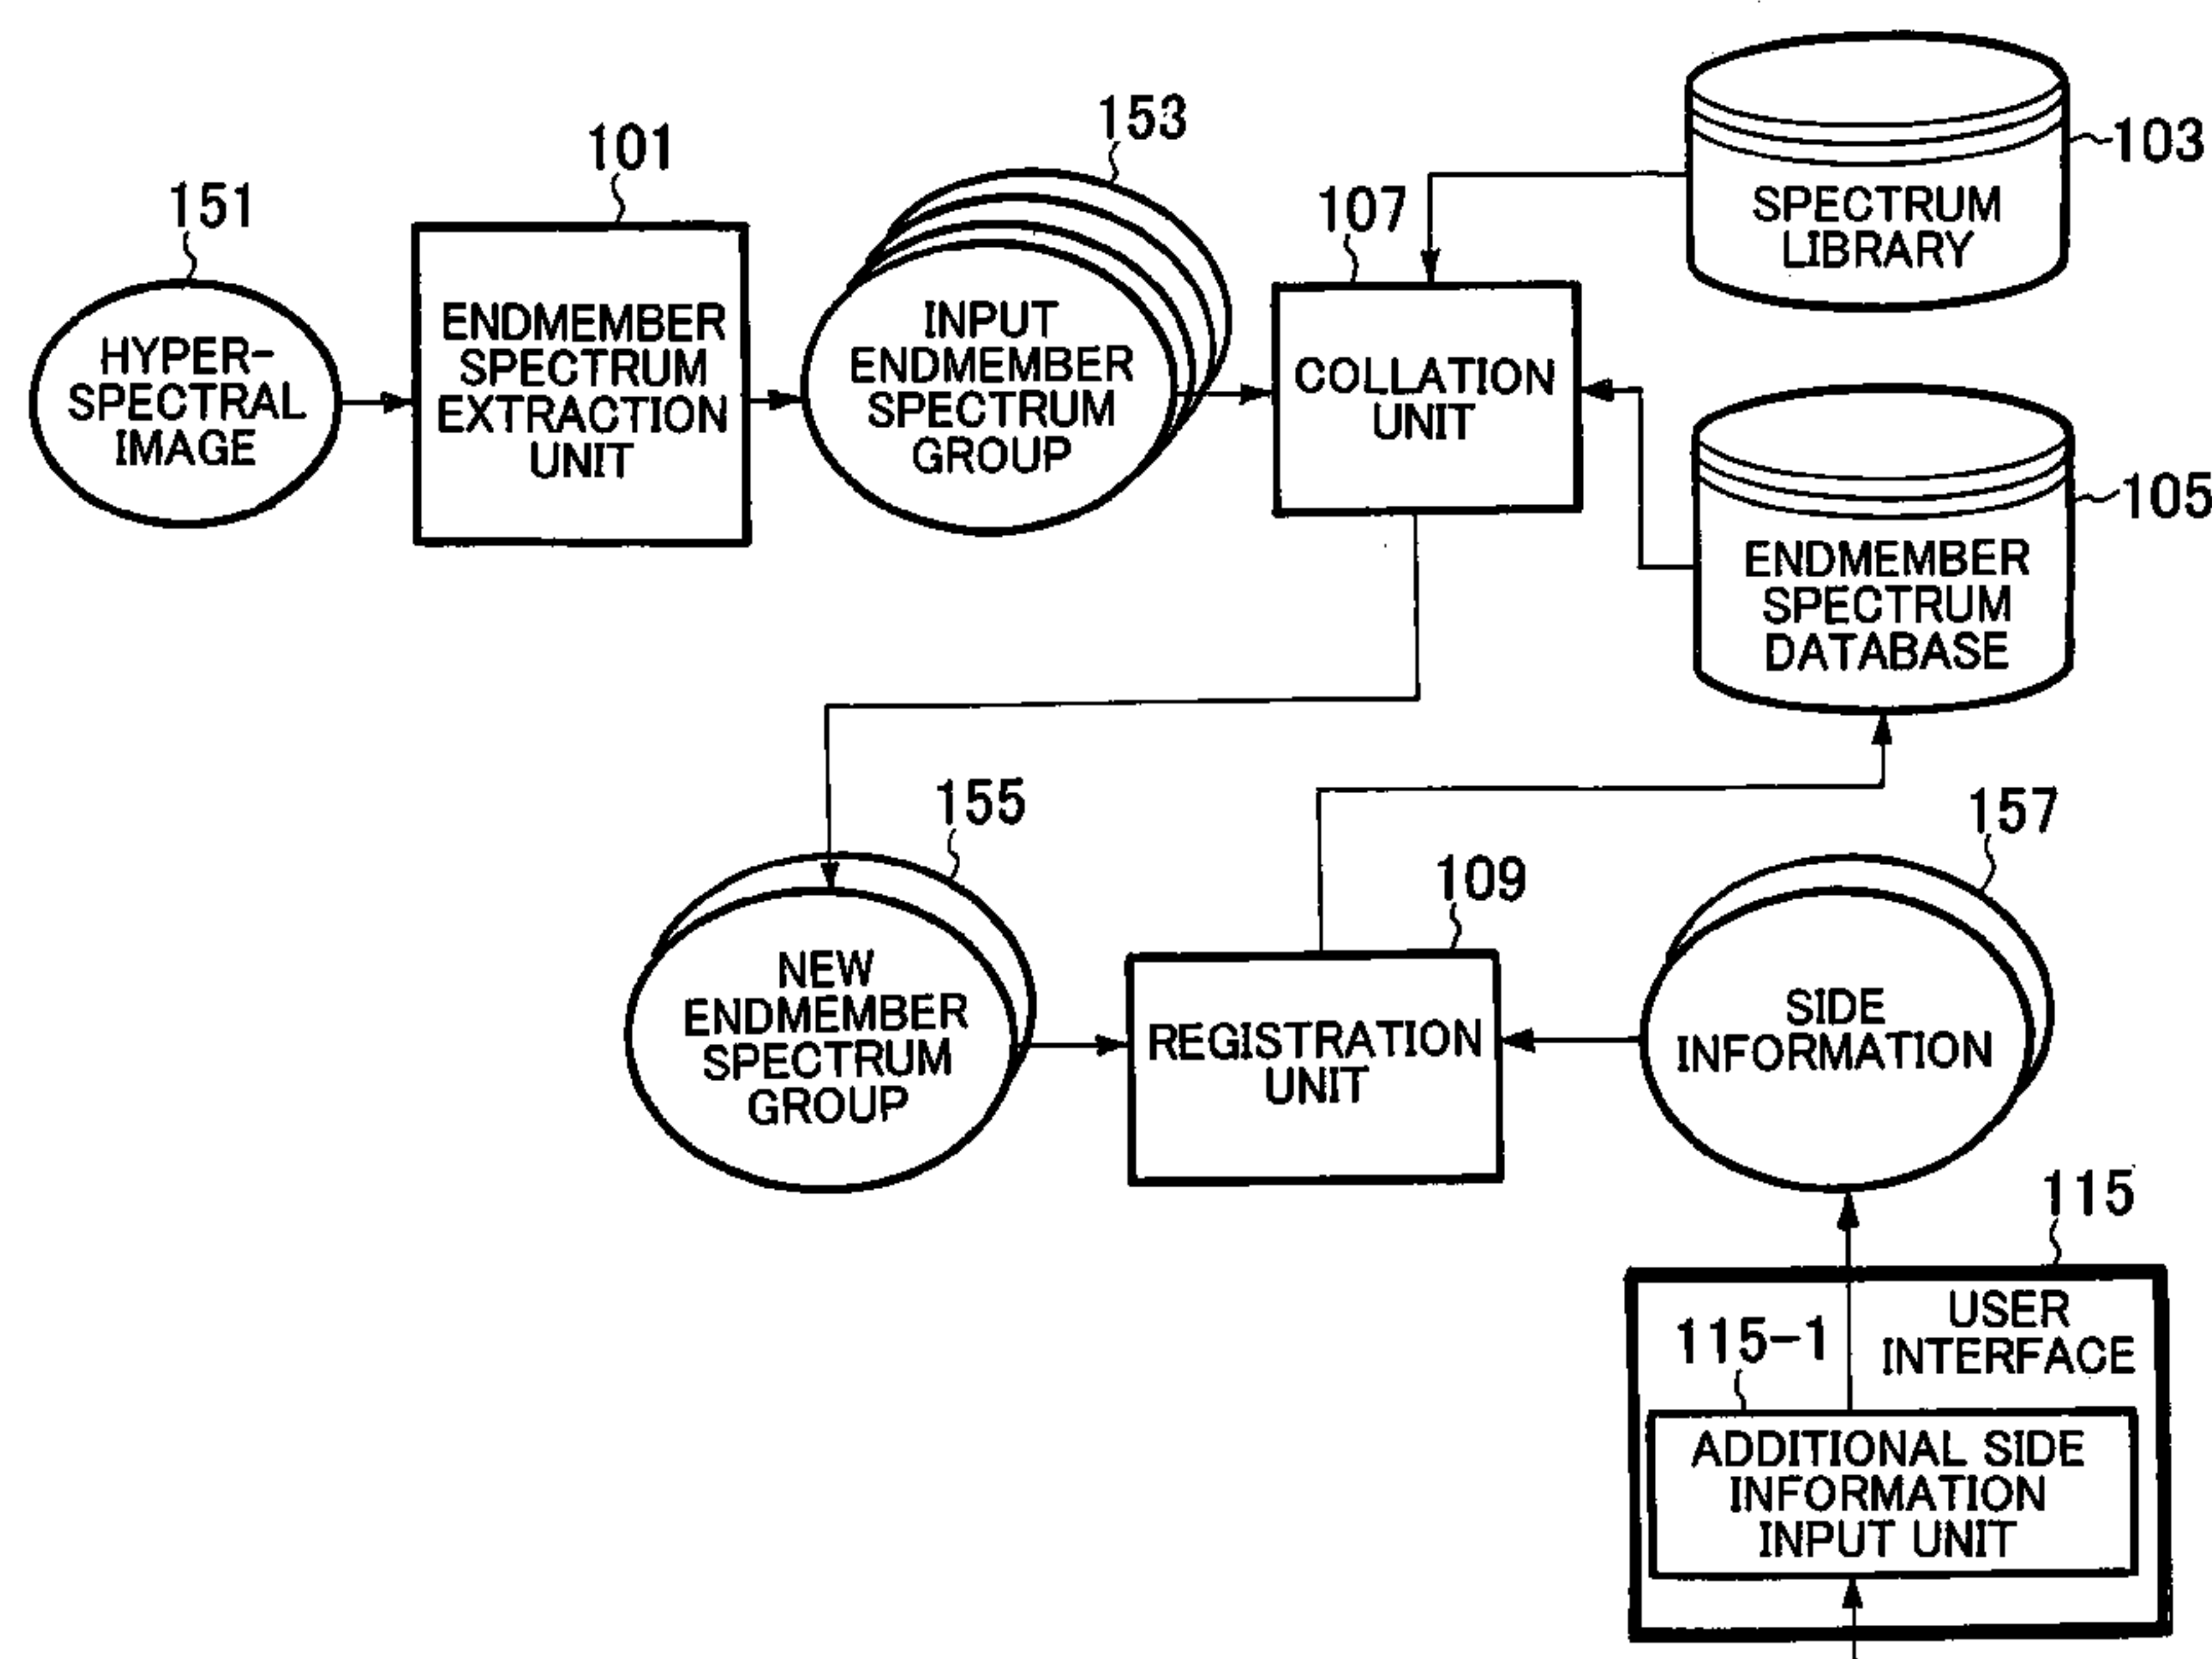 151
HYPER-
SPECTRAL
IMAGE
101
ENDMEMBER
SPECTRUM
EXTRACTION
UNIT
153
INPUT
ENDMEMBER
SPECTRUM
GROUP
107
COLLATION
UNIT
103
SPECTRUM
LIBRARY
105
ENDMEMBER
SPECTRUM
DATABASE
155
NEW
ENDMEMBER
SPECTRUM
GROUP
109
REGISTRATION
UNIT
157
SIDE
INFORMATION
115
USER
INTERFACE
115-1
ADDITIONAL SIDE
INFORMATION
INPUT UNIT